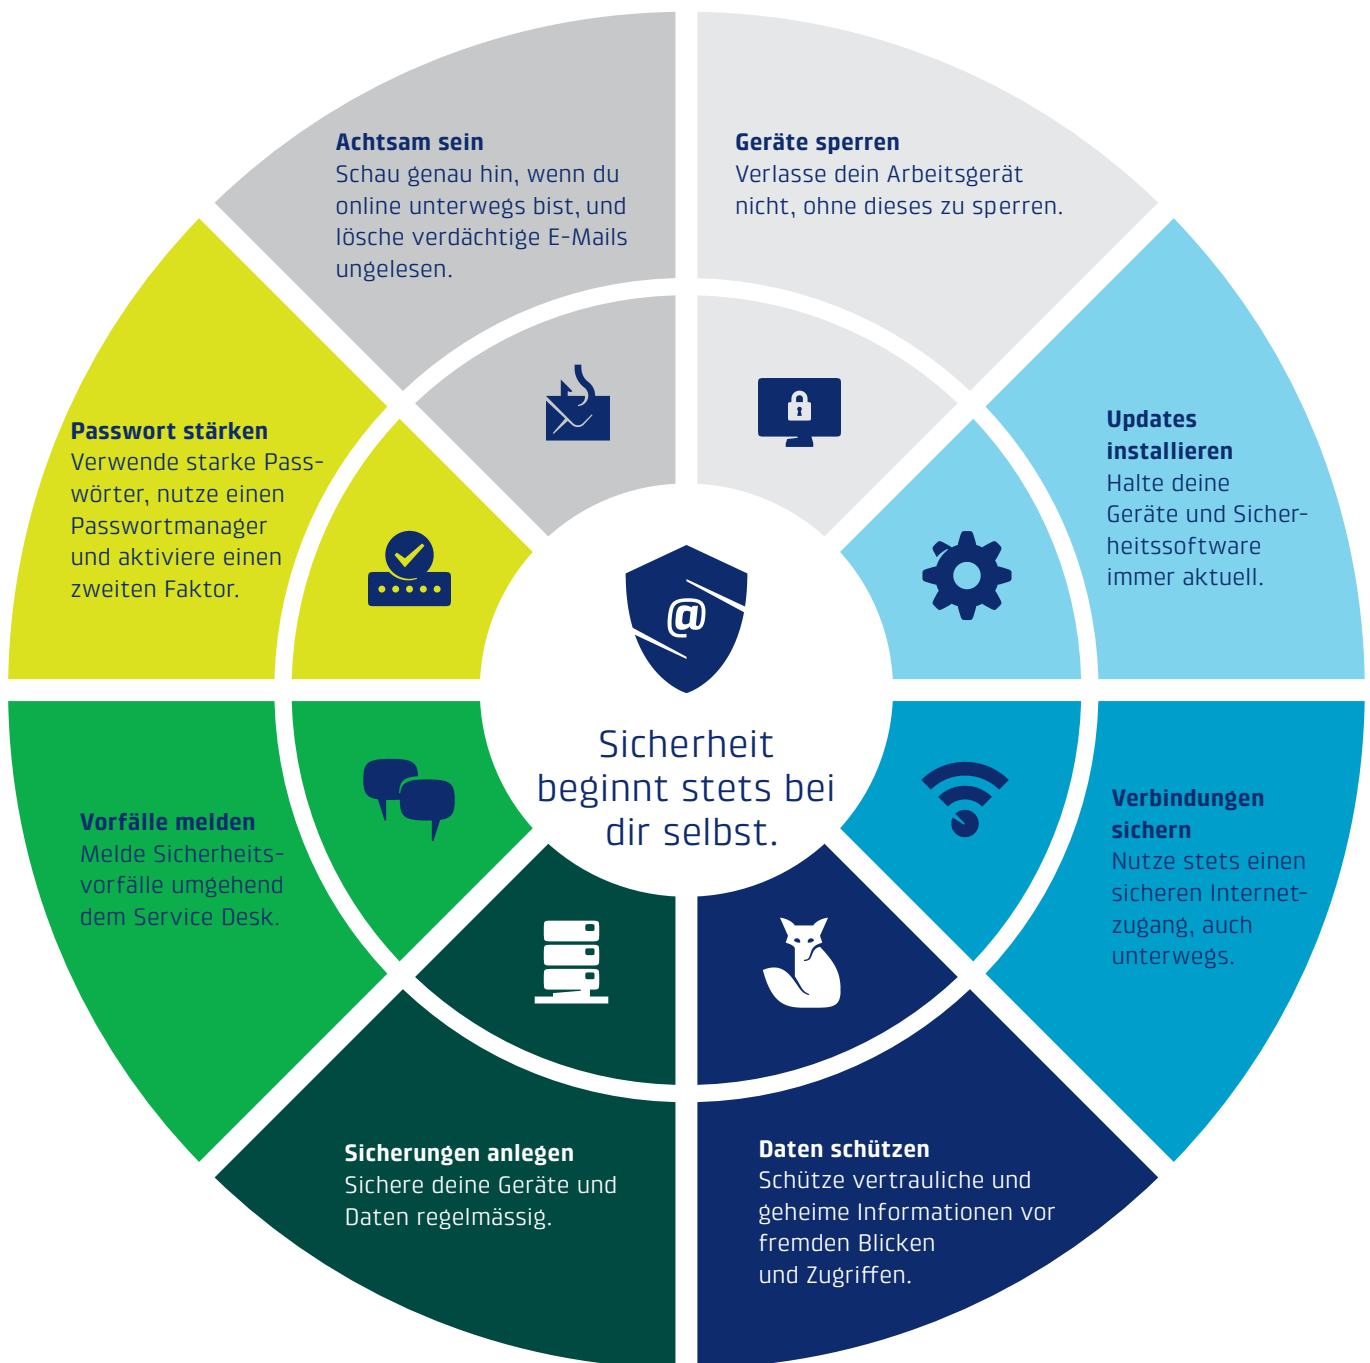 Achtsam sein
Schau genau hin, wenn du
online unterwegs bist, und
lösche verdächtige E-Mails
ungelesen.
Geräte sperren
Verlasse dein Arbeitsgerät
nicht, ohne dieses zu sperren.
Updates
installieren
Halte deine
Geräte und Sicher-
heitssoftware
immer aktuell.
Verbindungen
sichern
Nutze stets einen
sicheren Internet-
zugang, auch
unterwegs.
Daten schützen
Schütze vertrauliche und
geheime Informationen vor
fremden Blicken
und Zugriffen.
Sicherungen anlegen
Sichere deine Geräte und
Daten regelmässig.
Vorfälle melden
Melde Sicherheits-
vorfälle umgehend
dem Service Desk.
Passwort stärken
Verwende starke Pass-
wörter, nutze einen
Passwortmanager
und aktiviere einen
zweiten Faktor.
@
Sicherheit
beginnt stets bei
dir selbst.